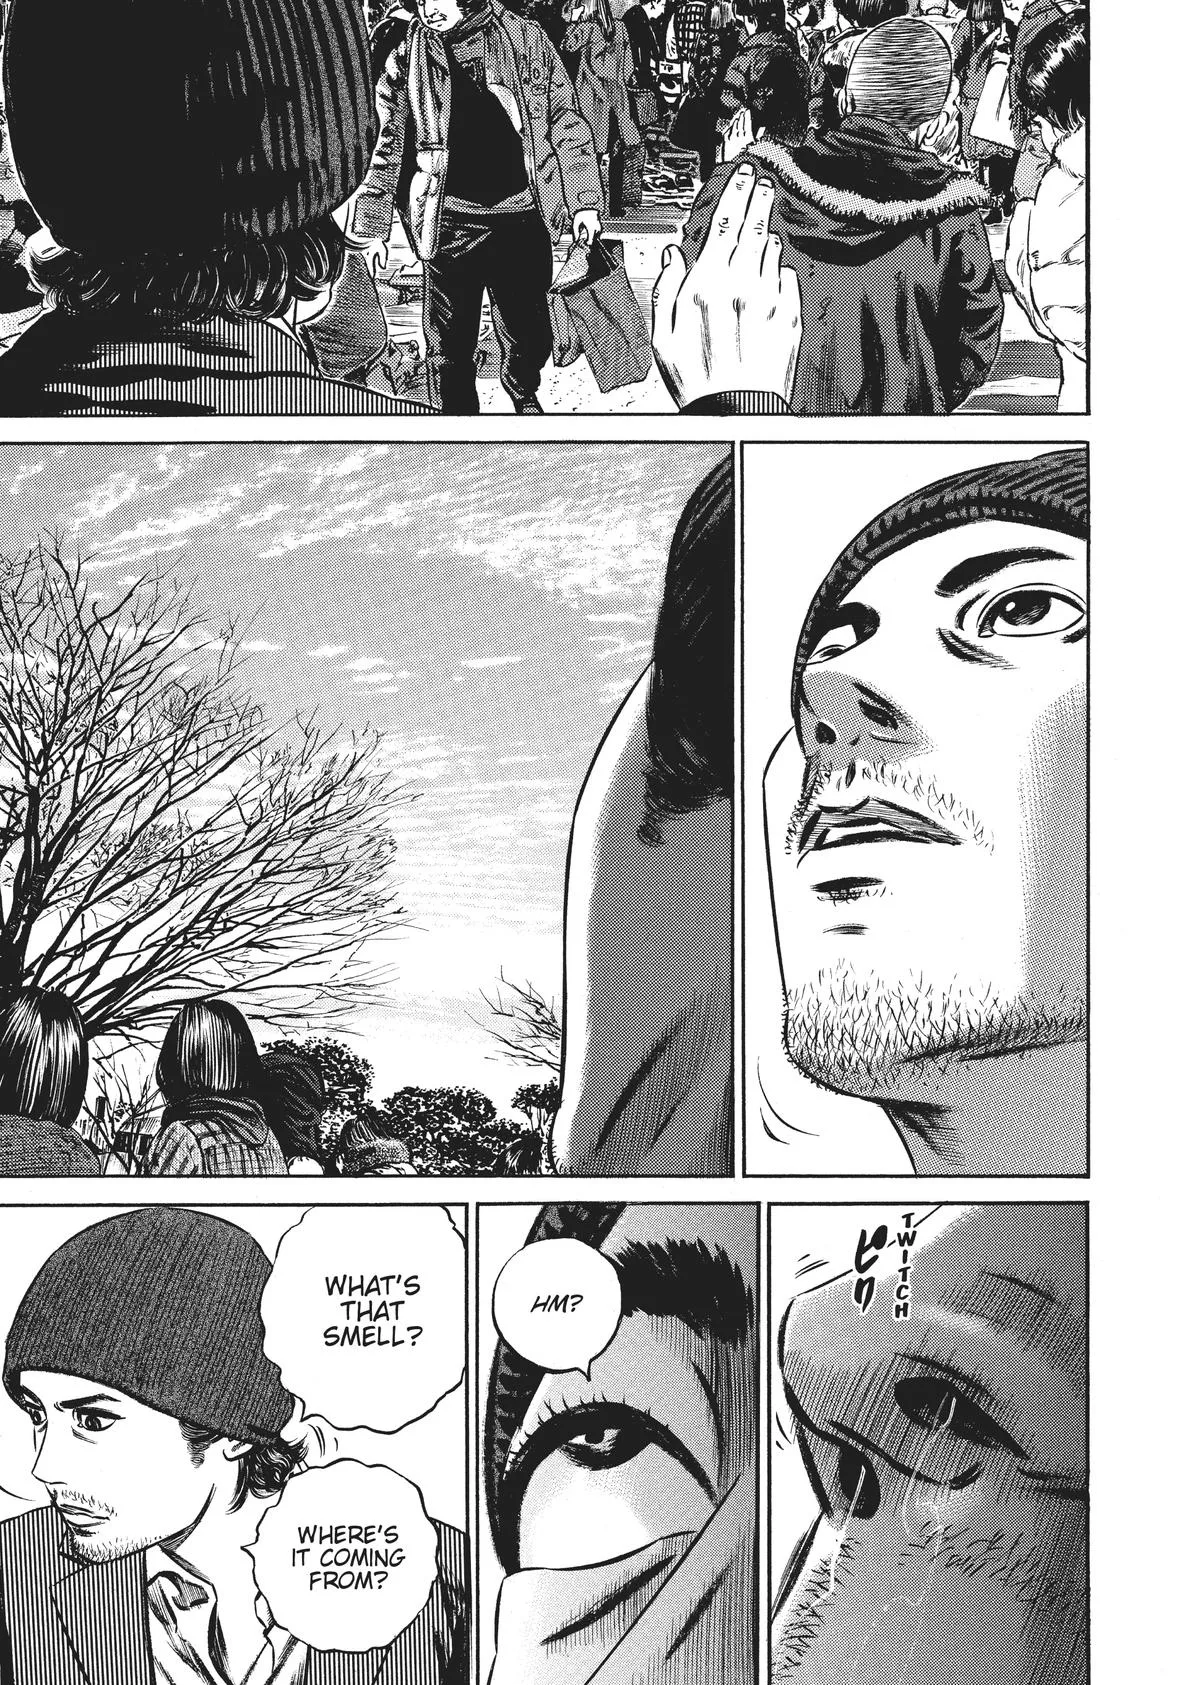 TWITCH
ピク
HM?
WHAT'S
THAT
SMELL?
WHERE'S
IT COMING
FROM?